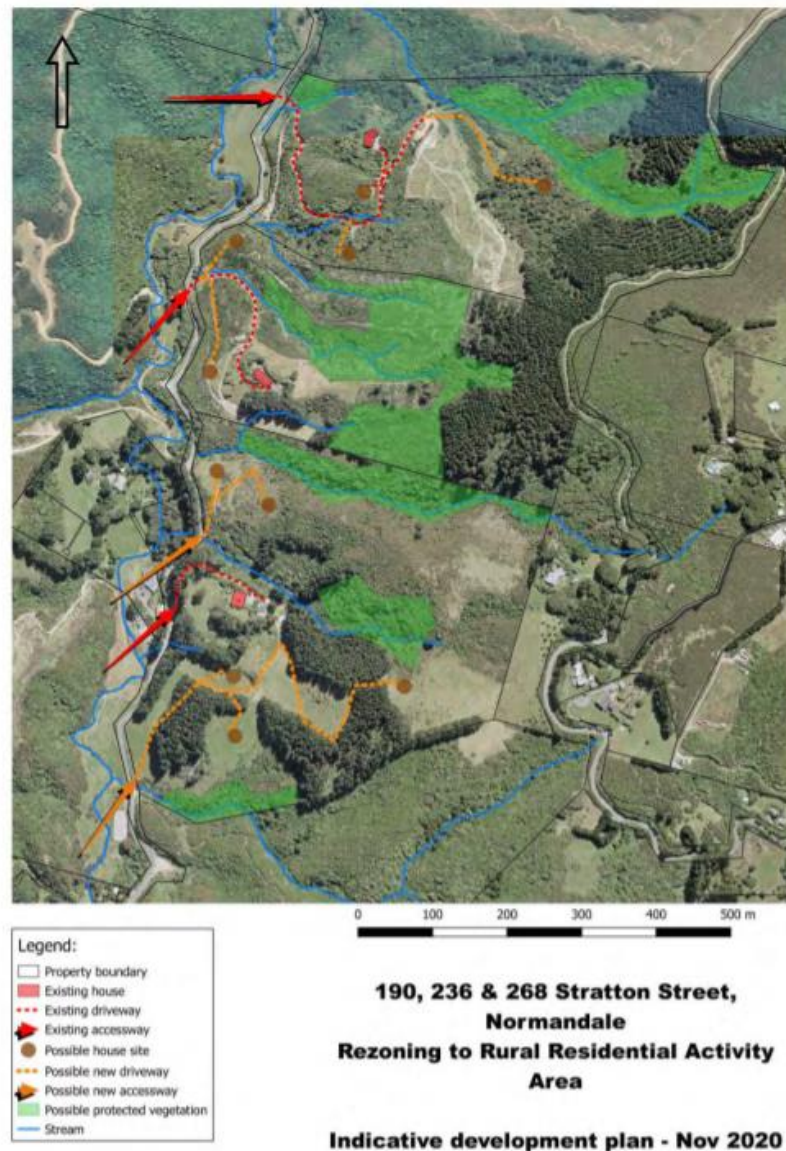 0 100 200 300 400 500 m
Legend:
Property boundary
Existing house
Existing driveway
Existing accessway
Possible house site
Possible new driveway
Possible new accessway
Possible protected vegetation
Stream
190, 236 & 268 Stratton Street,
Normandale
Rezoning to Rural Residential Activity
Area
Indicative development plan - Nov 2020